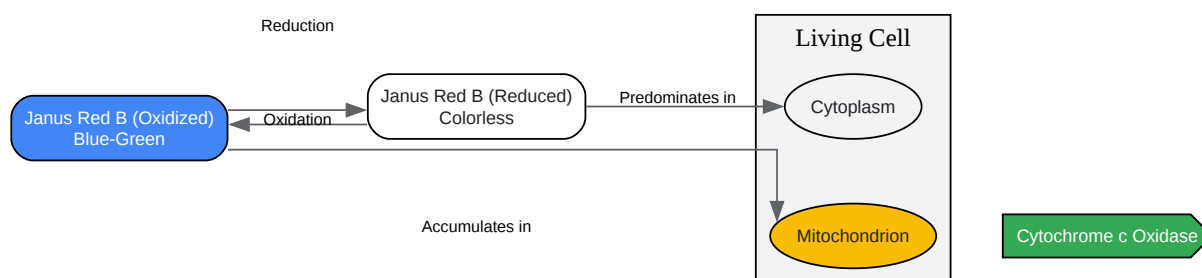 Reduction
Living Cell
Janus Red B (Oxidized)
Blue-Green
Oxidation
Janus Red B (Reduced)
Colorless
Predominates in
Cytoplasm
Accumulates in
Mitochondrion
Cytochrome c Oxidase